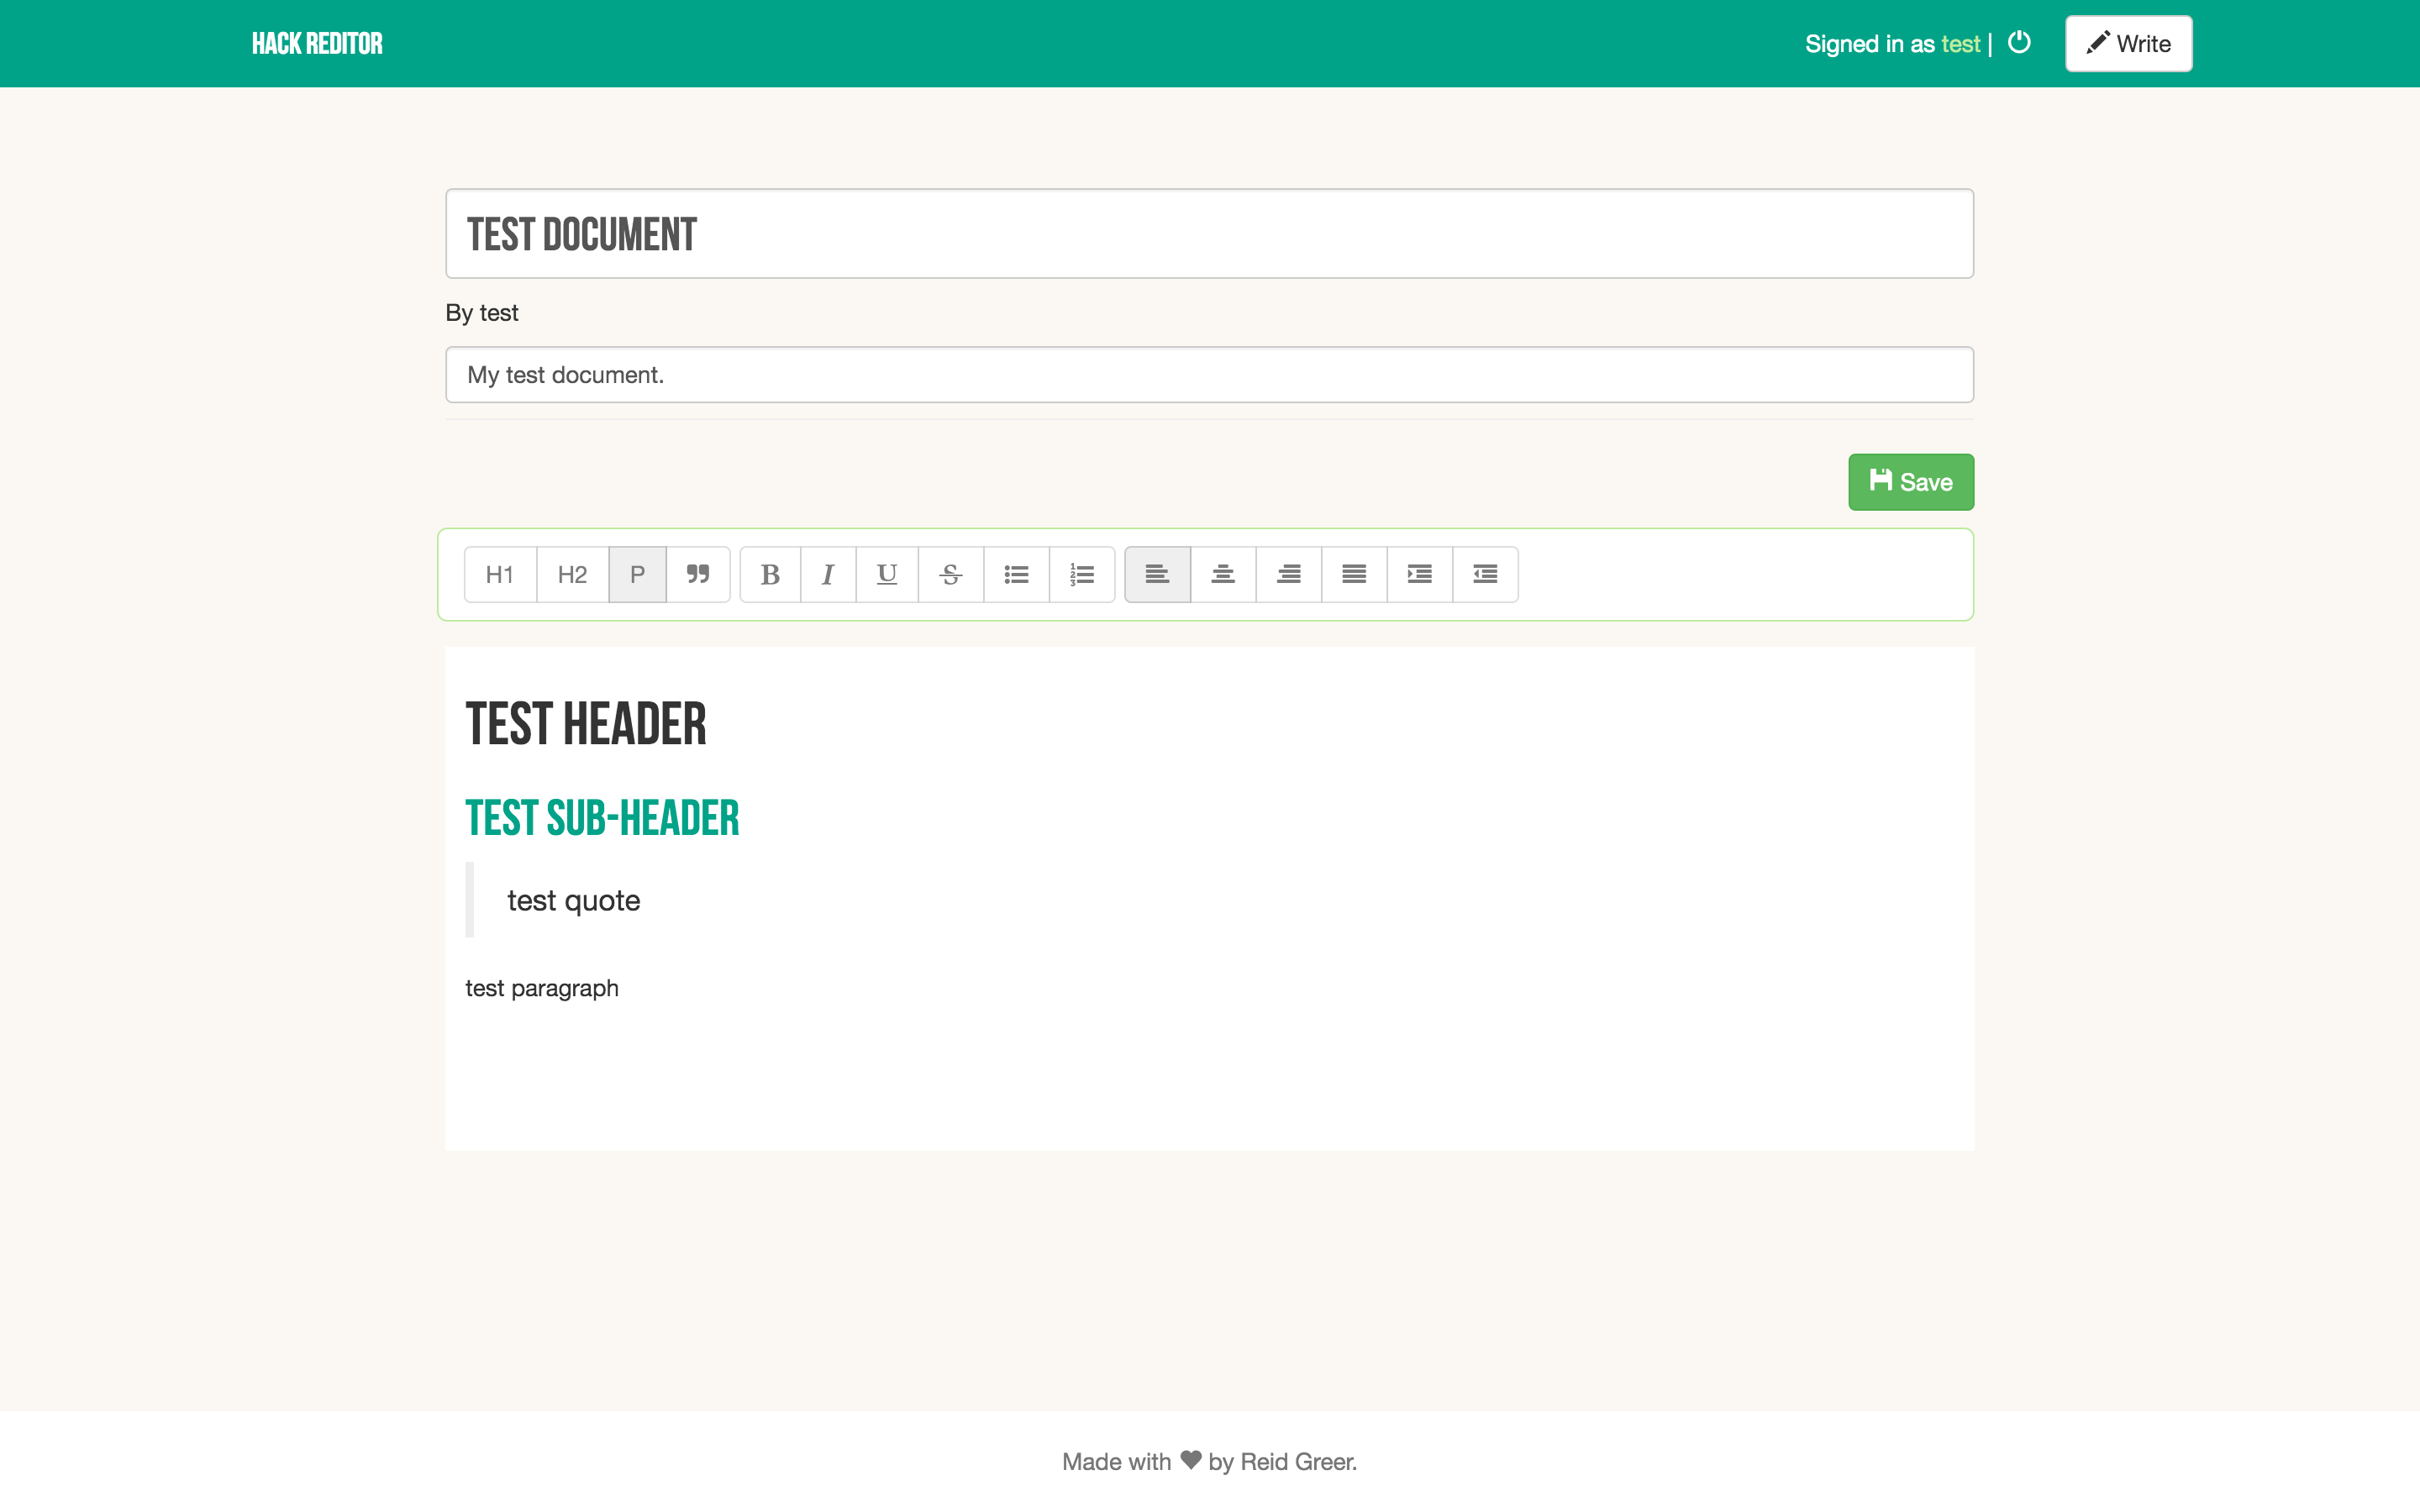 HACK REDITOR
Signed in as test | Write
TEST DOCUMENT
By test
My test document.
Save
H1 H2 P B I U S
TEST HEADER
TEST SUB-HEADER
test quote
test paragraph
Made with ♥ by Reid Greer.